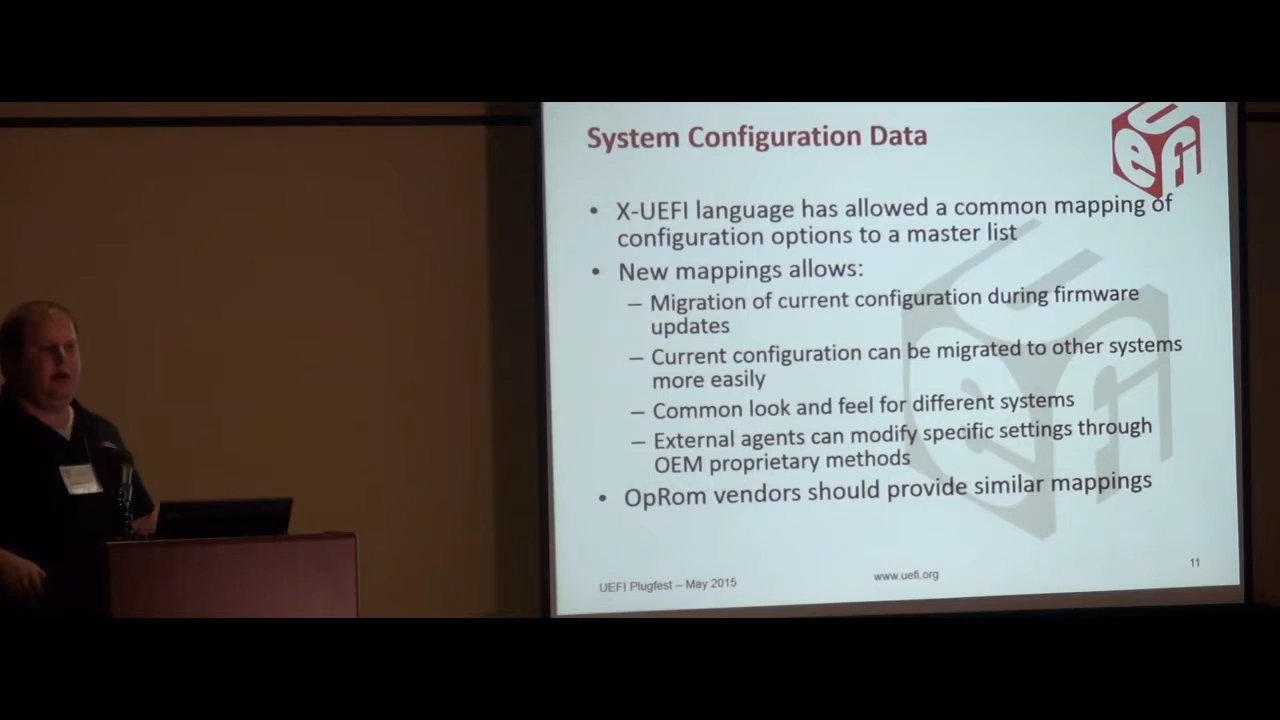 System Configuration Data
uefi
• X-UEFI language has allowed a common mapping of
configuration options to a master list
• New mappings allows:
– Migration of current configuration during firmware
updates
– Current configuration can be migrated to other systems
more easily
– Common look and feel for different systems
– External agents can modify specific settings through
OEM proprietary methods
• OpRom vendors should provide similar mappings
UEFI Plugfest – May 2015
www.uefi.org
11